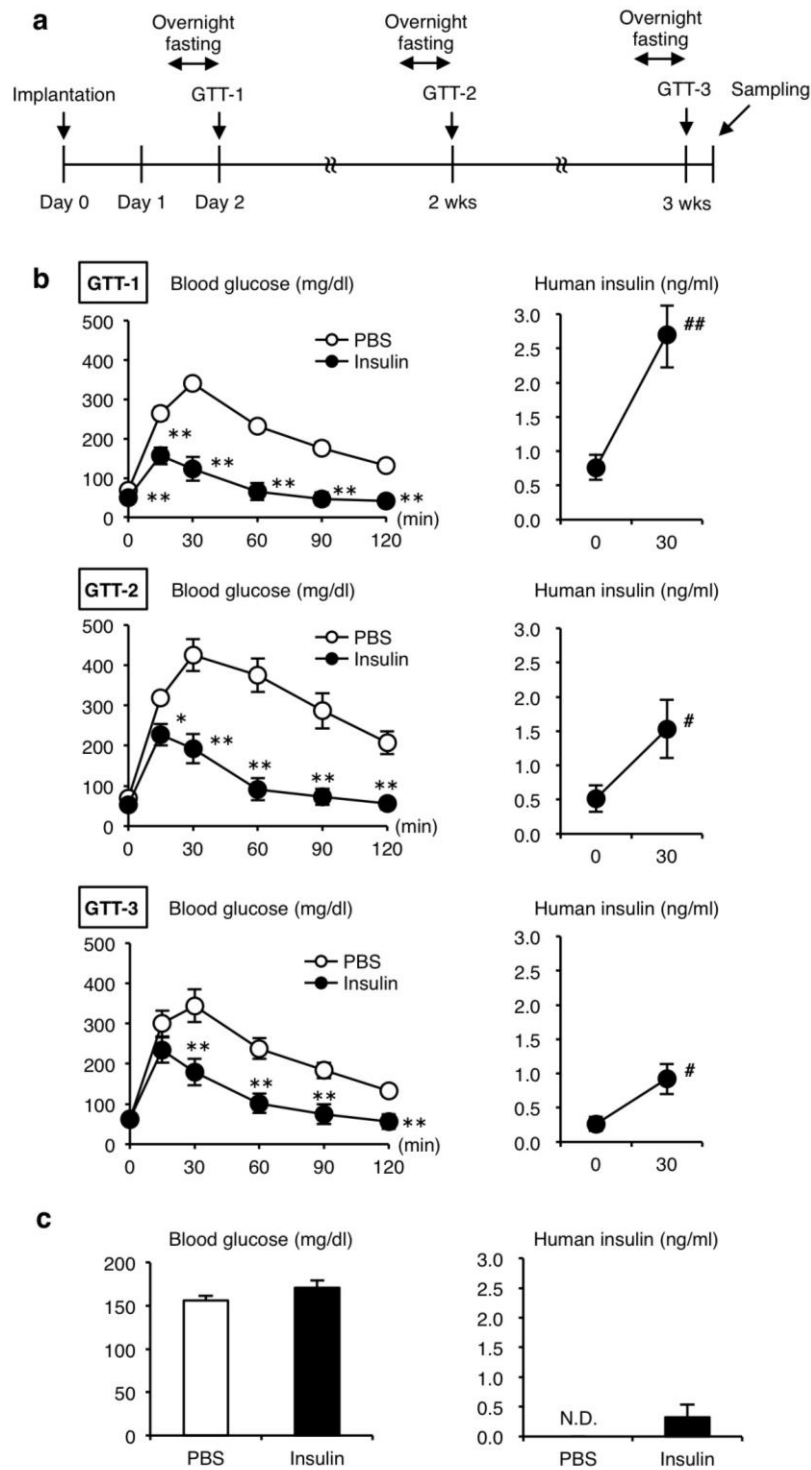 a
Overnight fasting
Overnight fasting
Overnight fasting
Implantation
GTT-1
GTT-2
GTT-3
Sampling
Day 0
Day 1
Day 2
2 wks
3 wks
b
GTT-1
Blood glucose (mg/dl)
500
400
300
200
100
0
PBS
Insulin
**
**
**
**
**
**
(min)
0 30 60 90 120
Human insulin (ng/ml)
3.0
2.5
2.0
1.5
1.0
0.5
0.0
##
0 30
GTT-2
Blood glucose (mg/dl)
500
400
300
200
100
0
PBS
Insulin
*
**
**
**
**
(min)
0 30 60 90 120
Human insulin (ng/ml)
3.0
2.5
2.0
1.5
1.0
0.5
0.0
#
0 30
GTT-3
Blood glucose (mg/dl)
500
400
300
200
100
0
PBS
Insulin
**
**
**
**
(min)
0 30 60 90 120
Human insulin (ng/ml)
3.0
2.5
2.0
1.5
1.0
0.5
0.0
#
0 30
c
Blood glucose (mg/dl)
200
150
100
50
0
PBS Insulin
Human insulin (ng/ml)
3.0
2.5
2.0
1.5
1.0
0.5
0.0
N.D.
PBS Insulin